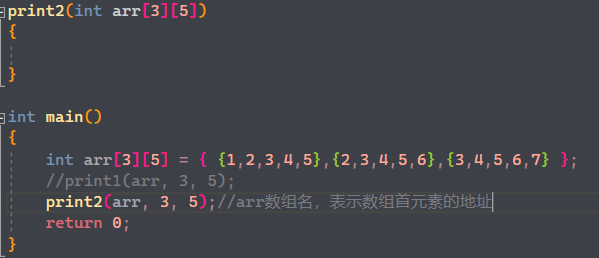 print2(int arr[3][5])
{
}
int main()
{
int arr[3][5] = { {1,2,3,4,5},{2,3,4,5,6},{3,4,5,6,7} };
//print1(arr, 3, 5);
print2(arr, 3, 5);//arr数组名，表示数组首元素的地址
return 0;
}